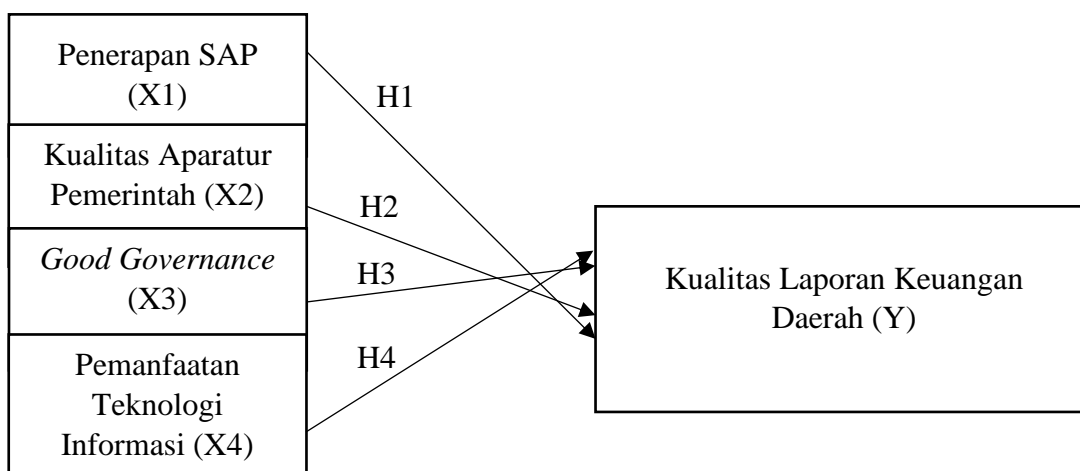 Penerapan SAP
(X1)
Kualitas Aparatur
Pemerintah (X2)
Good Governance
(X3)
Pemanfaatan
Teknologi
Informasi (X4)
H1
H2
H3
H4
Kualitas Laporan Keuangan
Daerah (Y)